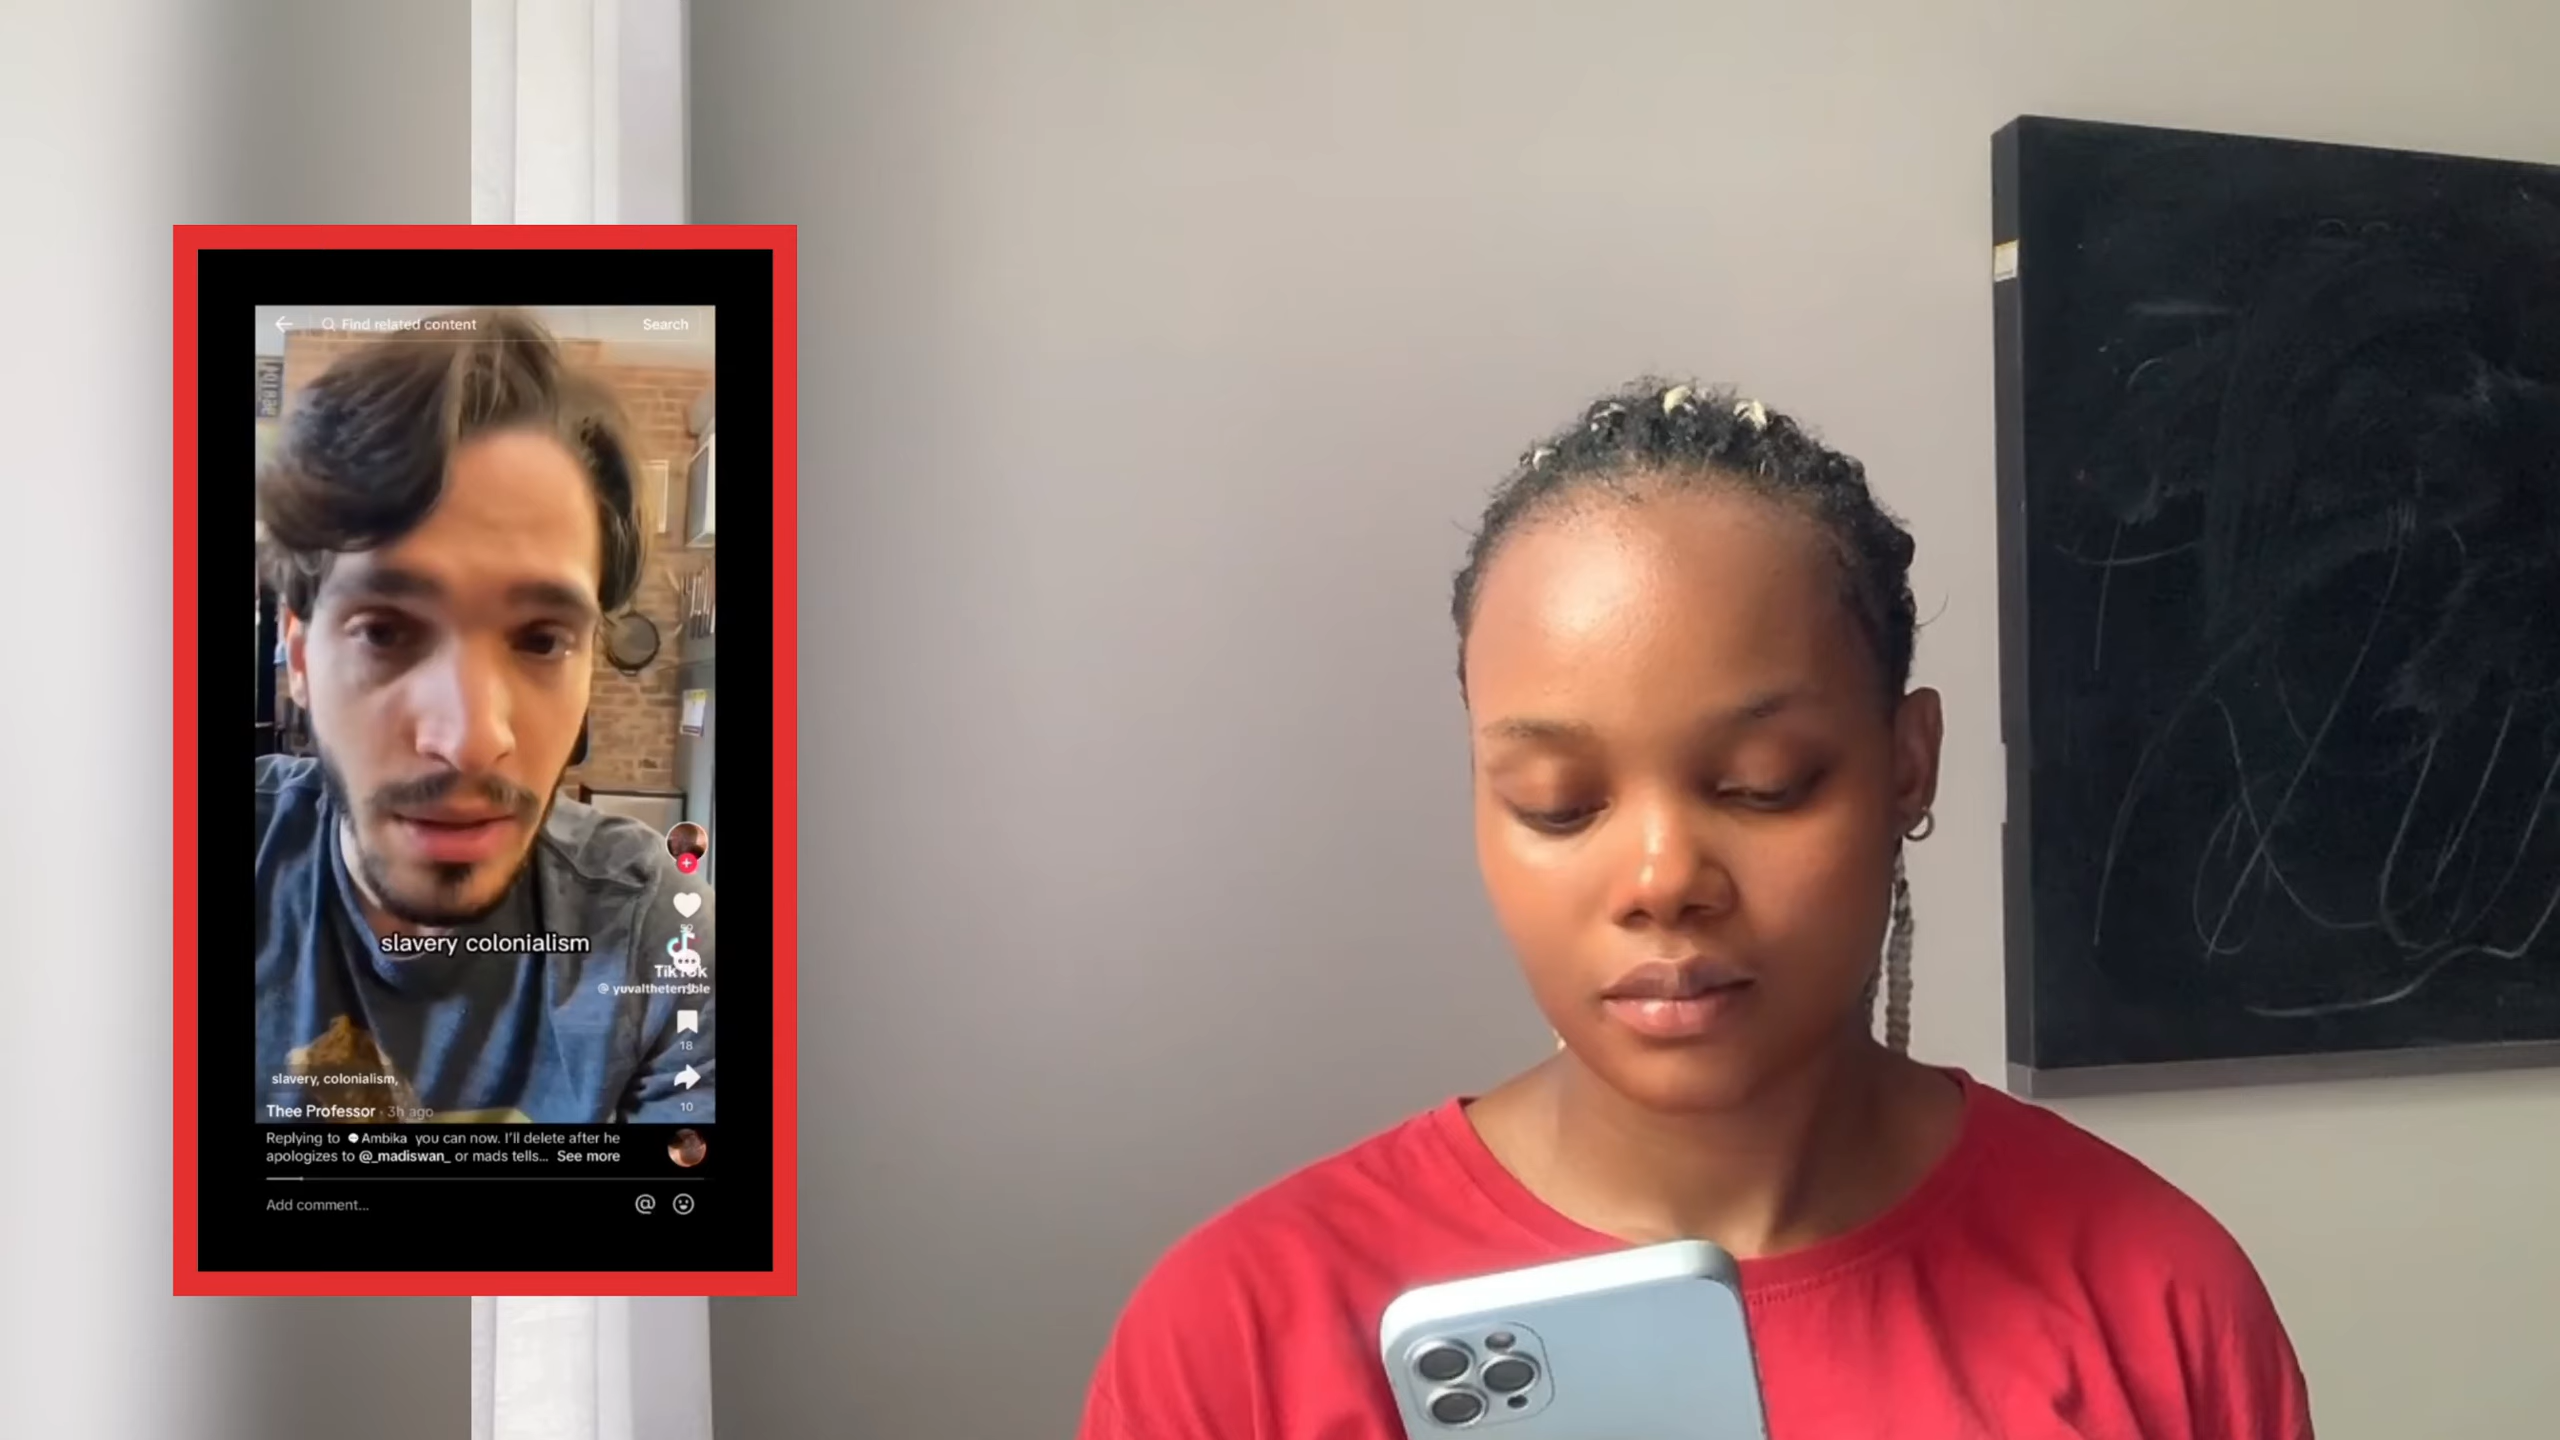 Find related content
Search
slavery colonialism
TikTok
@ yuvaltheterrible
18
slavery, colonialism,
10
Thee Professor · 3h ago
Replying to Ambika you can now. I'll delete after he
apologizes to @_madiswan_ or mads tells... See more
Add comment...